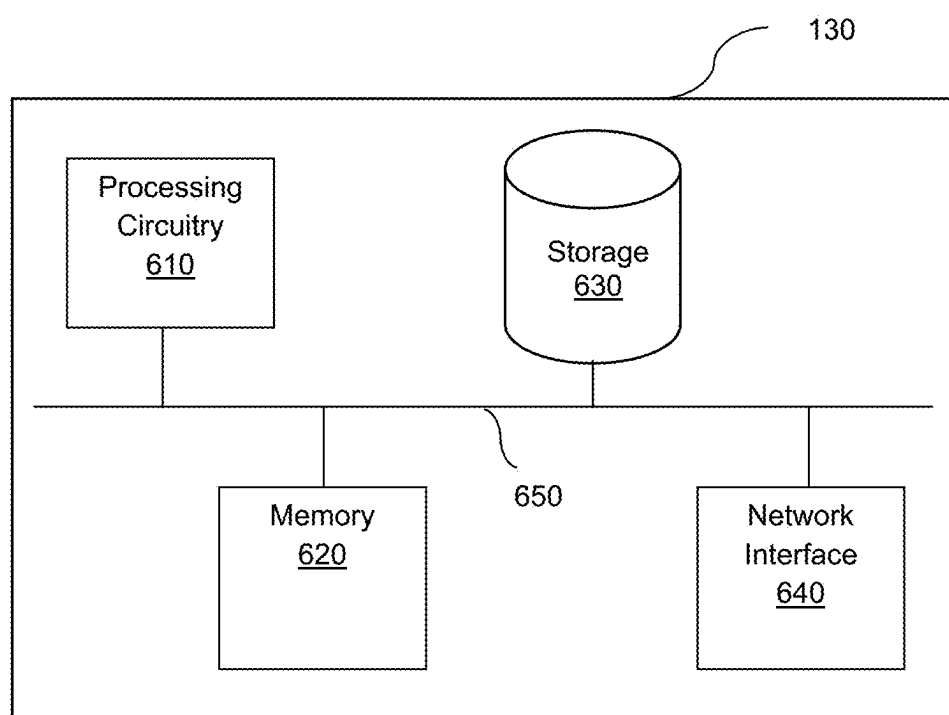 130
Processing
Circuitry
610
Storage
630
650
Memory
620
Network
Interface
640